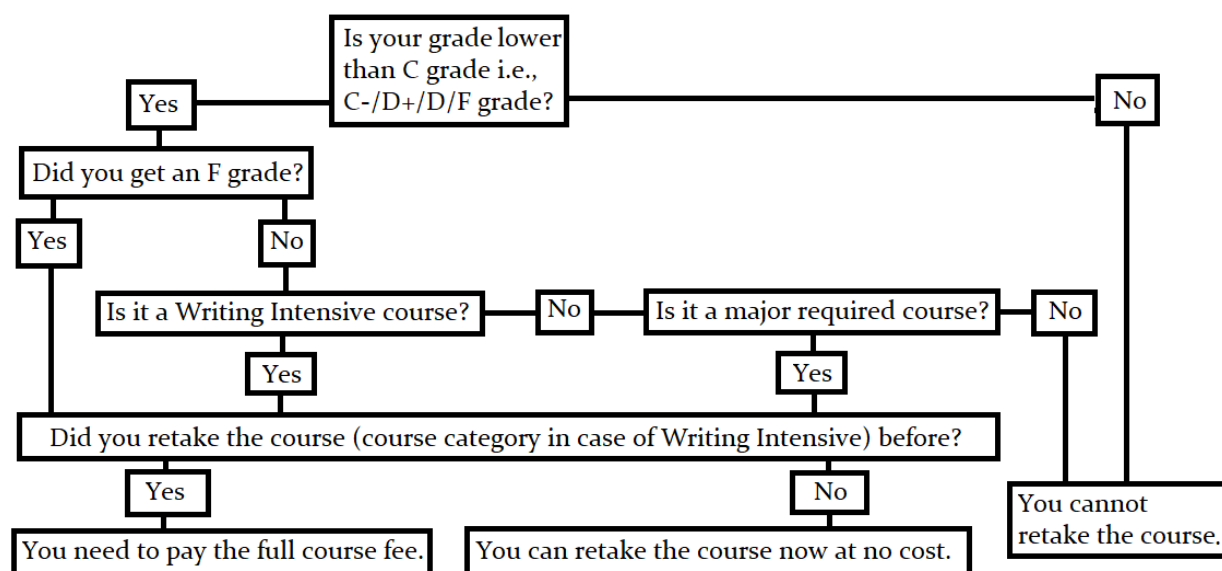 Is your grade lower
than C grade i.e.,
C-/D+/D/F grade?
Yes
No
Did you get an F grade?
Yes
No
Is it a Writing Intensive course?
No
Is it a major required course?
No
Yes
Yes
Did you retake the course (course category in case of Writing Intensive) before?
Yes
No
You cannot
retake the course.
You need to pay the full course fee.
You can retake the course now at no cost.